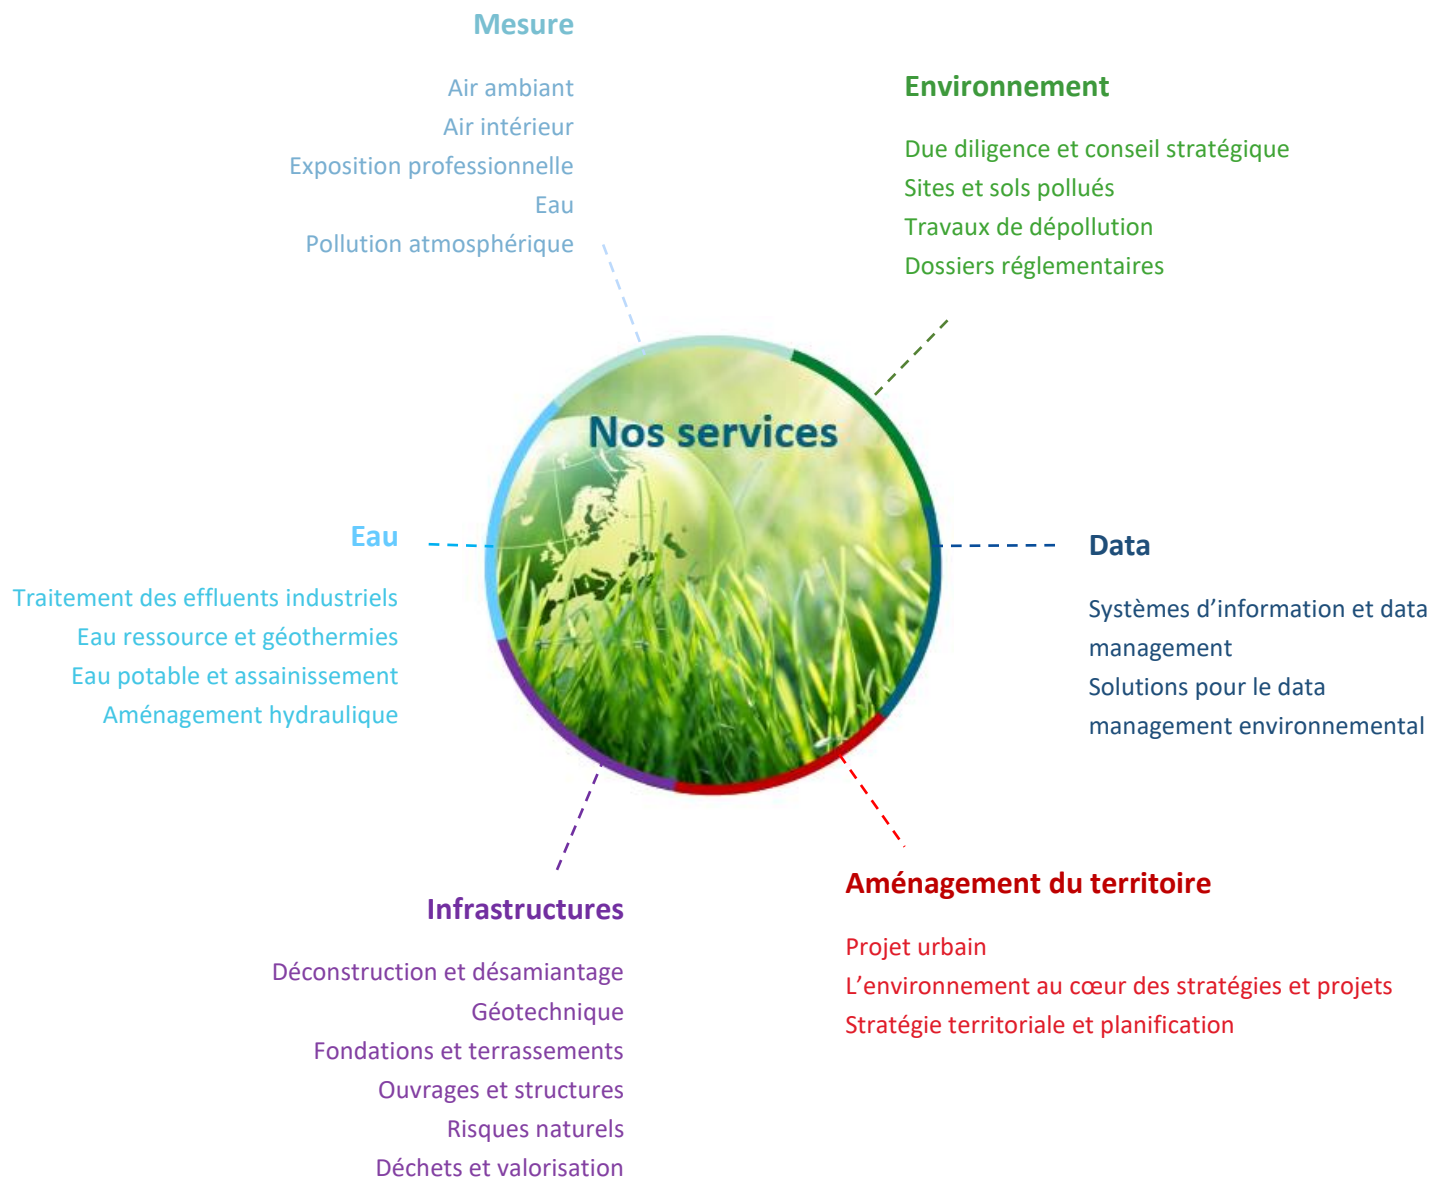 Mesure
Air ambiant
Air intérieur
Exposition professionnelle
Eau
Pollution atmosphérique
Environnement
Due diligence et conseil stratégique
Sites et sols pollués
Travaux de dépollution
Dossiers réglementaires
Nos services
Eau
Traitement des effluents industriels
Eau ressource et géothermies
Eau potable et assainissement
Aménagement hydraulique
Data
Systèmes d’information et data
management
Solutions pour le data
management environnemental
Infrastructures
Déconstruction et désamiantage
Géotechnique
Fondations et terrassements
Ouvrages et structures
Risques naturels
Déchets et valorisation
Aménagement du territoire
Projet urbain
L’environnement au cœur des stratégies et projets
Stratégie territoriale et planification